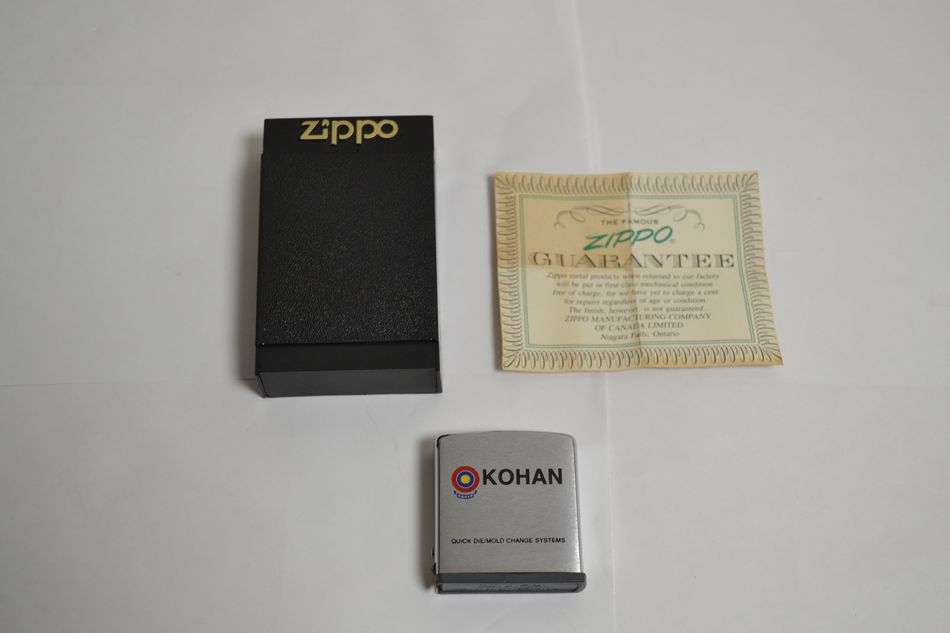 zippo
THE FAMOUS
ZIPPO®
GUARANTEE
Zippo metal products when returned to our factory
will be put in first class mechanical condition
free of charge, for we have yet to charge a cent
for repairs regardless of age or condition.
The finish, however, is not guaranteed.
ZIPPO MANUFACTURING COMPANY
OF CANADA LIMITED
Niagara Falls, Ontario
KOHAN
QUICK DIE/MOLD CHANGE SYSTEMS